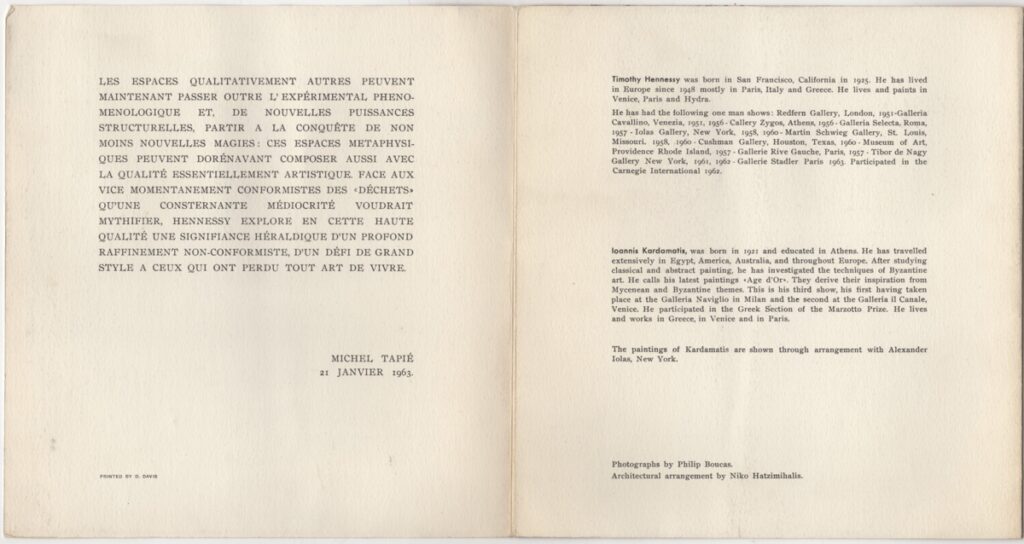 LES ESPACES QUALITATIVEMENT AUTRES PEUVENT
MAINTENANT PASSER OUTRE L'EXPÉRIMENTAL PHENO-
MENOLOGIQUE ET, DE NOUVELLES PUISSANCES
STRUCTURELLES, PARTIR A LA CONQUÊTE DE NON
MOINS NOUVELLES MAGIES: CES ESPACES METAPHYSI-
QUES PEUVENT DORÉNAVANT COMPOSER AUSSI AVEC
LA QUALITÉ ESSENTIELLEMENT ARTISTIQUE. FACE AUX
VICE MOMENTANEMENT CONFORMISTES DES «DÉCHETS»
QU'UNE CONSTERNANTE MÉDIOCRITÉ VOUDRAIT
MYTHIFIER, HENNESSY EXPLORE EN CETTE HAUTE
QUALITÉ UNE SIGNIFIANCE HÉRALDIQUE D'UN PROFOND
RAFFINEMENT NON-CONFORMISTE, D'UN DÉFI DE GRAND
STYLE A CEUX QUI ONT PERDU TOUT ART DE VIVRE.
MICHEL TAPIÉ
21 JANVIER 1963.
PRINTED BY D. DAVIS
Timothy Hennessy was born in San Francisco, California in 1925. He has lived
in Europe since 1948 mostly in Paris, Italy and Greece. He lives and paints in
Venice, Paris and Hydra.
He has had the following one man shows: Redfern Gallery, London, 1951-Galleria
Cavallino, Venezia, 1951, 1956-Callery Zygos, Athens, 1956-Galleria Selecta, Roma,
1957-Iolas Gallery, New York, 1958, 1960-Martin Schwieg Gallery, St. Louis,
Missouri. 1958, 1960-Cushman Gallery, Houston, Texas, 1960-Museum of Art,
Providence Rhode Island, 1957-Gallerie Rive Gauche, Paris, 1957-Tibor de Nagy
Gallery New York, 1961, 1962-Gallerie Stadler Paris 1963. Participated in the
Carnegie International 1962.
Ioannis Kardamatis, was born in 1921 and educated in Athens. He has travelled
extensively in Egypt, America, Australia, and throughout Europe. After studying
classical and abstract painting, he has investigated the techniques of Byzantine
art. He calls his latest paintings «Age d'Or». They derive their inspiration from
Mycenean and Byzantine themes. This is his third show, his first having taken
place at the Galleria Naviglio in Milan and the second at the Galleria il Canale,
Venice. He participated in the Greek Section of the Marzotto Prize. He lives
and works in Greece, in Venice and in Paris.
The paintings of Kardamatis are shown through arrangement with Alexander
Iolas, New York.
Photographs by Philip Boucas.
Architectural arrangement by Niko Hatzimihalis.